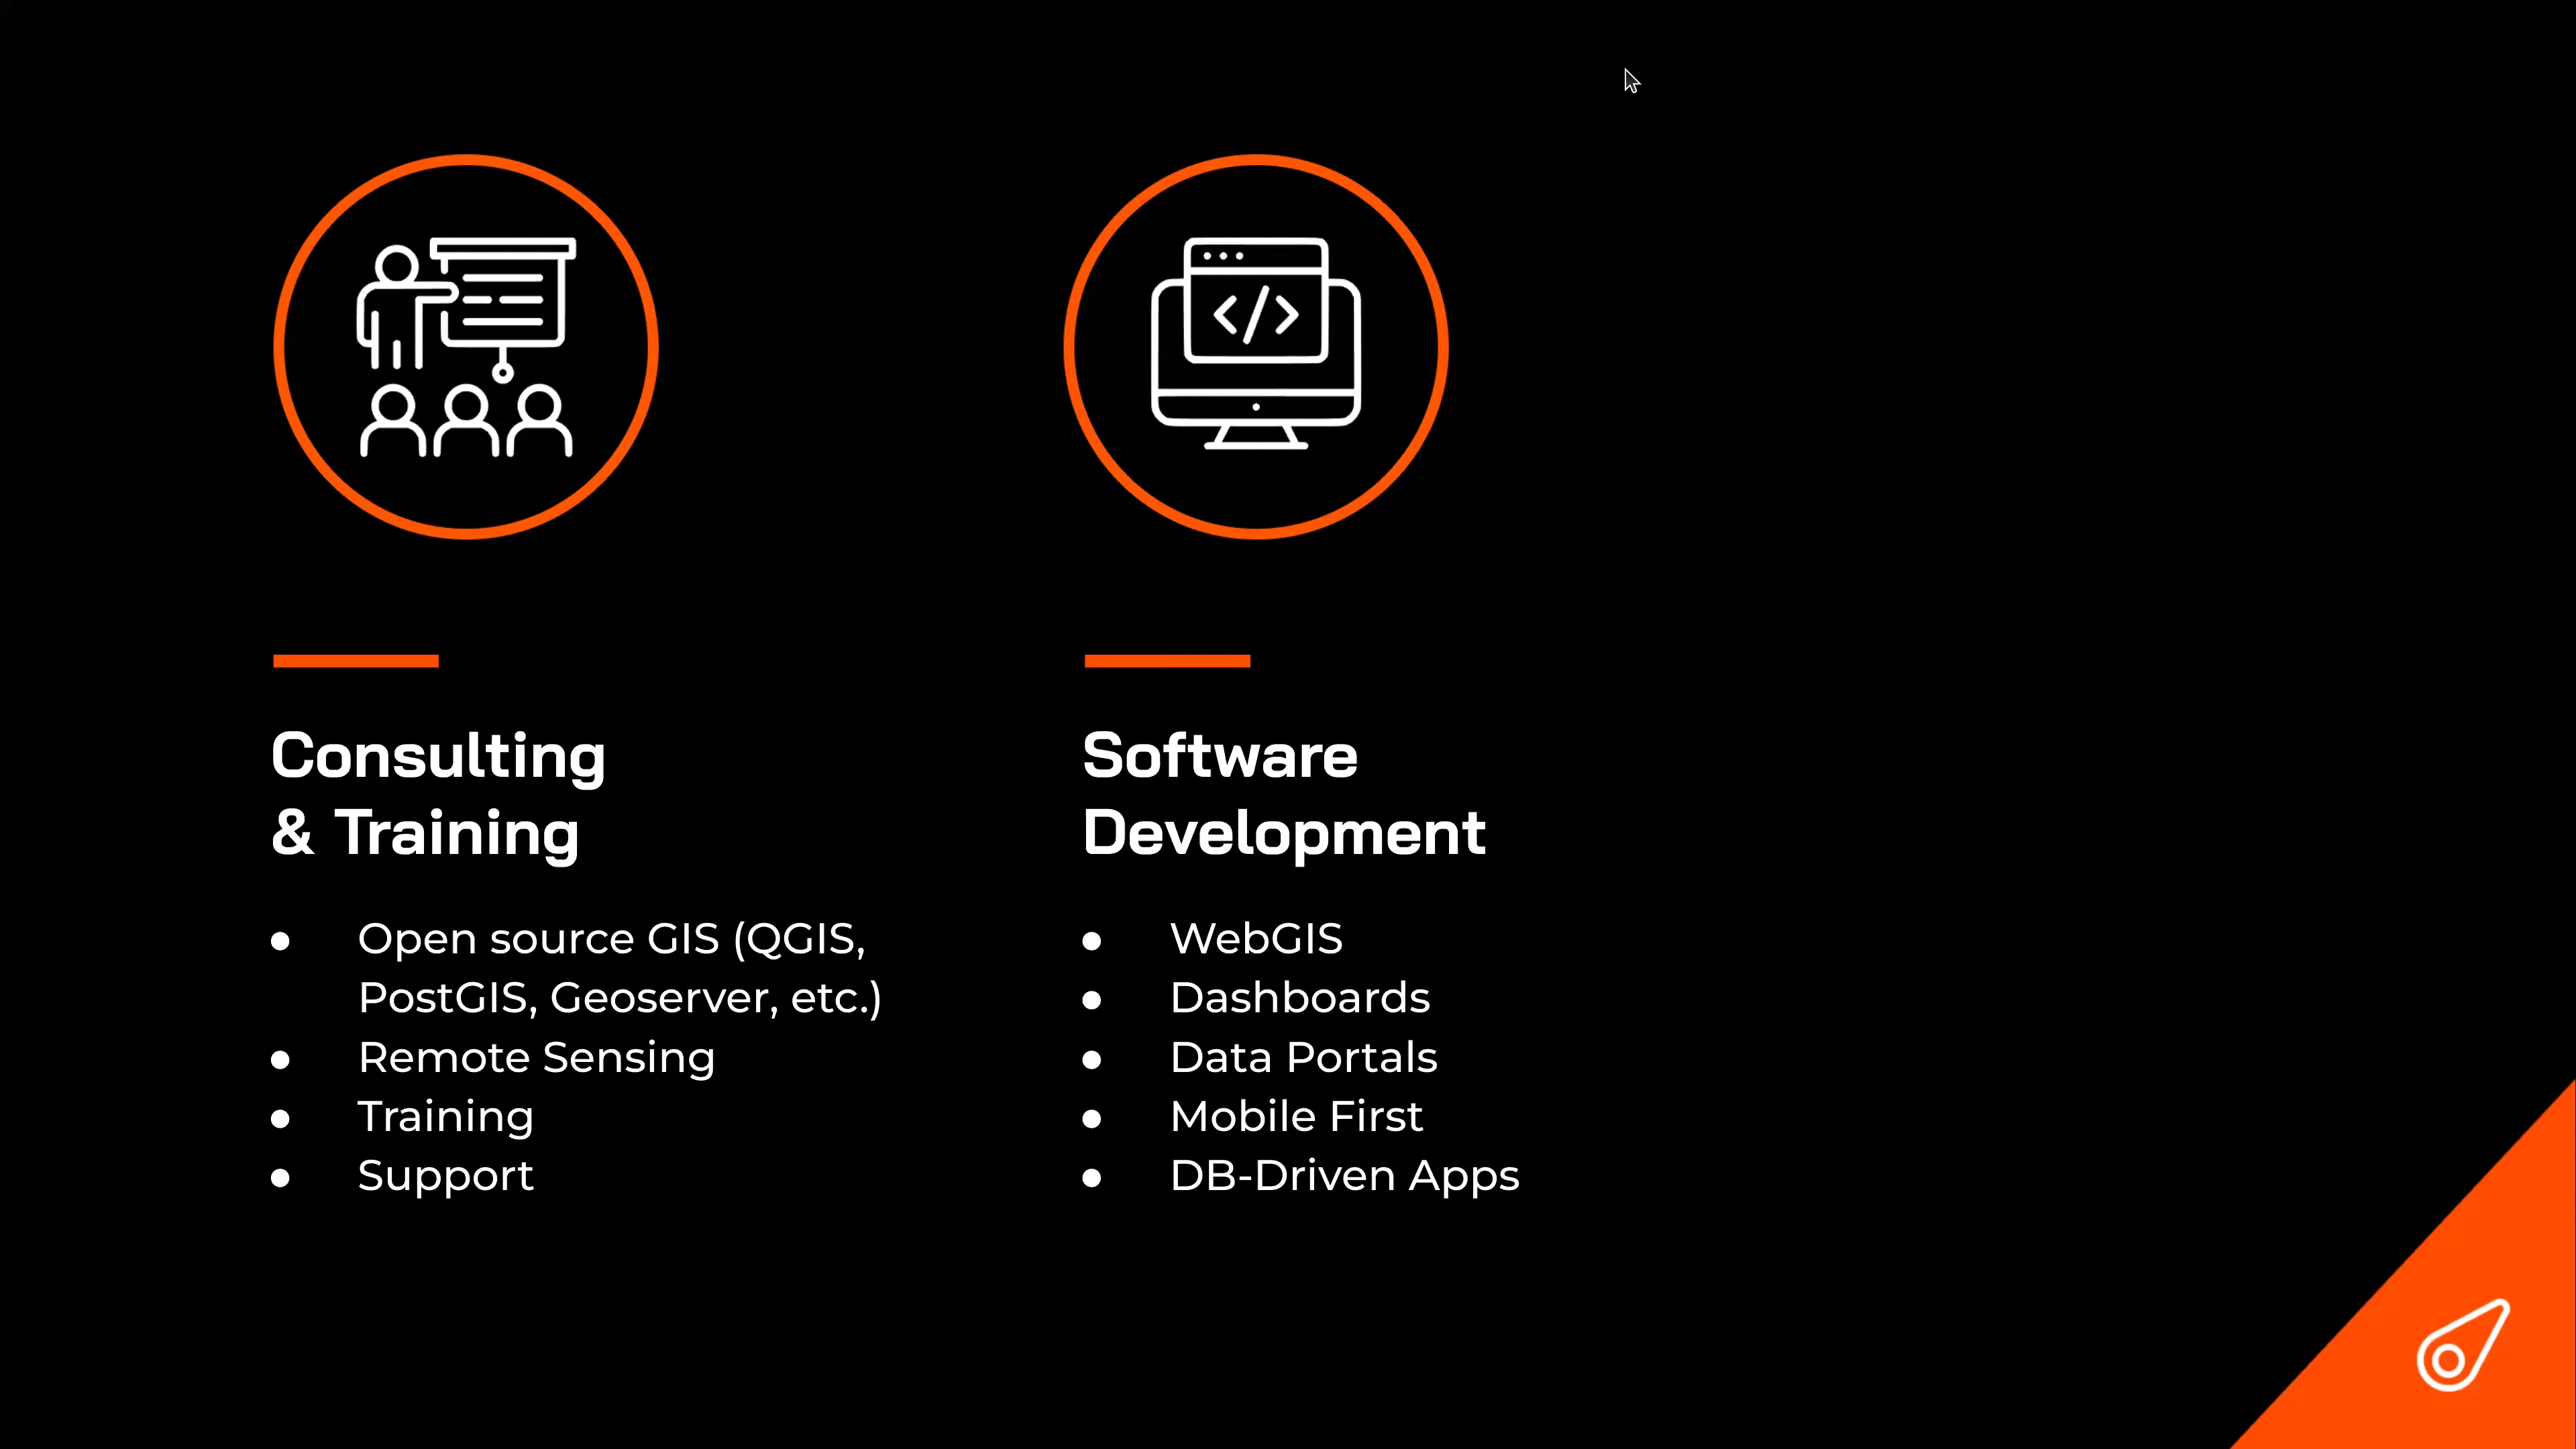 Consulting
& Training
● Open source GIS (QGIS,
PostGIS, Geoserver, etc.)
● Remote Sensing
● Training
● Support
Software
Development
● WebGIS
● Dashboards
● Data Portals
● Mobile First
● DB-Driven Apps